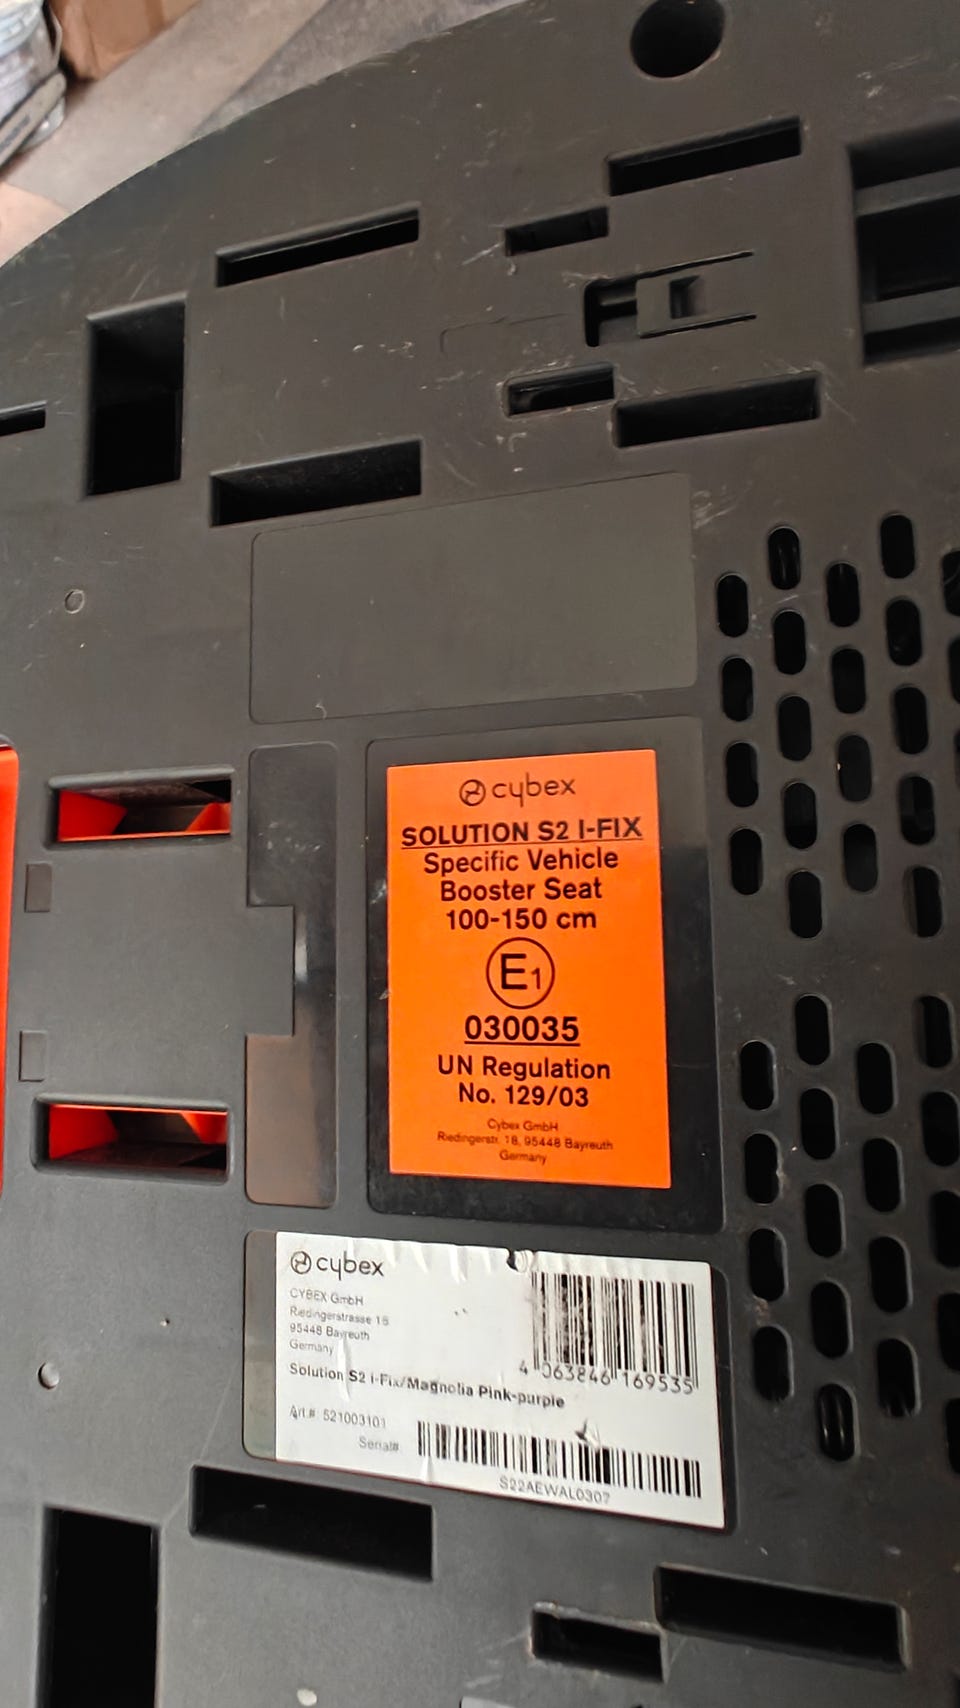 cybex
SOLUTION S2 I-FIX
Specific Vehicle
Booster Seat
100-150 cm
E1
030035
UN Regulation
No. 129/03
Cybex GmbH
Riedingerstr. 18, 95448 Bayreuth
Germany
cybex
CYBEX GmbH
Riedingerstrasse 18
95448 Bayreuth
Germany
4 063846 169535
Solution S2 i-Fix/Magnolia Pink-purple
Art.# 521003101
Serial#
S22AEWAL0307